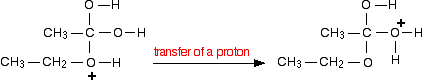 O—H O—H
CH₃—C—O—H CH₃—C—O—H
CH₃—CH₂—O—H transfer of a proton CH₃—CH₂—O H
+ +